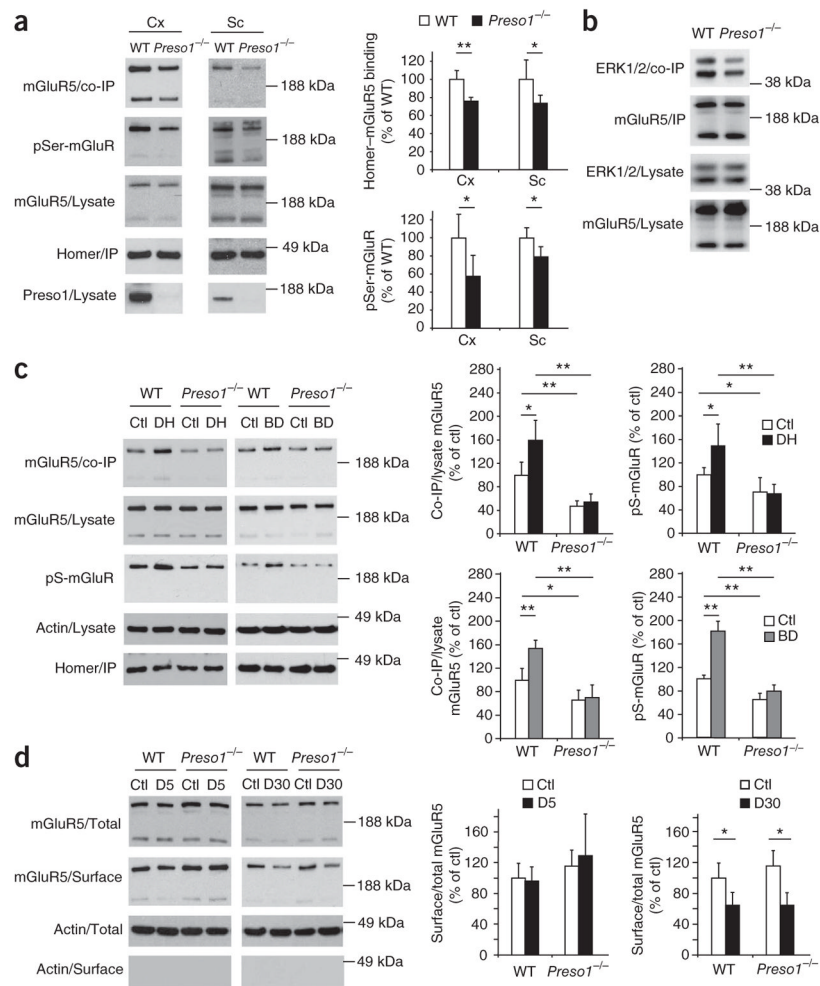 a
Cx
Sc
WT Preso1–/–
WT Preso1–/–
mGluR5/co-IP
188 kDa
pSer-mGluR
188 kDa
mGluR5/Lysate
188 kDa
Homer/IP
49 kDa
Preso1/Lysate
188 kDa
WT
Preso1–/–
Homer–mGluR5 binding
(% of WT)
120
100
80
60
40
20
0
**
*
Cx
Sc
pSer-mGluR
(% of WT)
120
100
80
60
40
20
0
*
*
Cx
Sc
b
WT Preso1–/–
ERK1/2/co-IP
38 kDa
mGluR5/IP
188 kDa
ERK1/2/Lysate
38 kDa
mGluR5/Lysate
188 kDa
c
WT
Preso1–/–
WT
Preso1–/–
Ctl DH Ctl DH
Ctl BD Ctl BD
mGluR5/co-IP
188 kDa
mGluR5/Lysate
188 kDa
pS-mGluR
188 kDa
Actin/Lysate
49 kDa
Homer/IP
49 kDa
Co-IP/lysate mGluR5
(% of ctl)
280
240
200
160
120
80
40
0
**
**
*
WT
Preso1–/–
pS-mGluR (% of ctl)
280
240
200
160
120
80
40
0
**
*
*
Ctl
DH
WT
Preso1–/–
Co-IP/lysate
mGluR5 (% of ctl)
280
240
200
160
120
80
40
0
**
*
**
WT
Preso1–/–
pS-mGluR (% of ctl)
280
240
200
160
120
80
40
0
**
**
**
Ctl
BD
WT
Preso1–/–
d
WT
Preso1–/–
WT
Preso1–/–
Ctl D5 Ctl D5
Ctl D30 Ctl D30
mGluR5/Total
188 kDa
mGluR5/Surface
188 kDa
Actin/Total
49 kDa
Actin/Surface
49 kDa
Ctl
D5
Surface/total mGluR5
(% of ctl)
160
120
80
40
0
WT
Preso1–/–
Ctl
D30
Surface/total mGluR5
(% of ctl)
160
120
80
40
0
*
*
WT
Preso1–/–